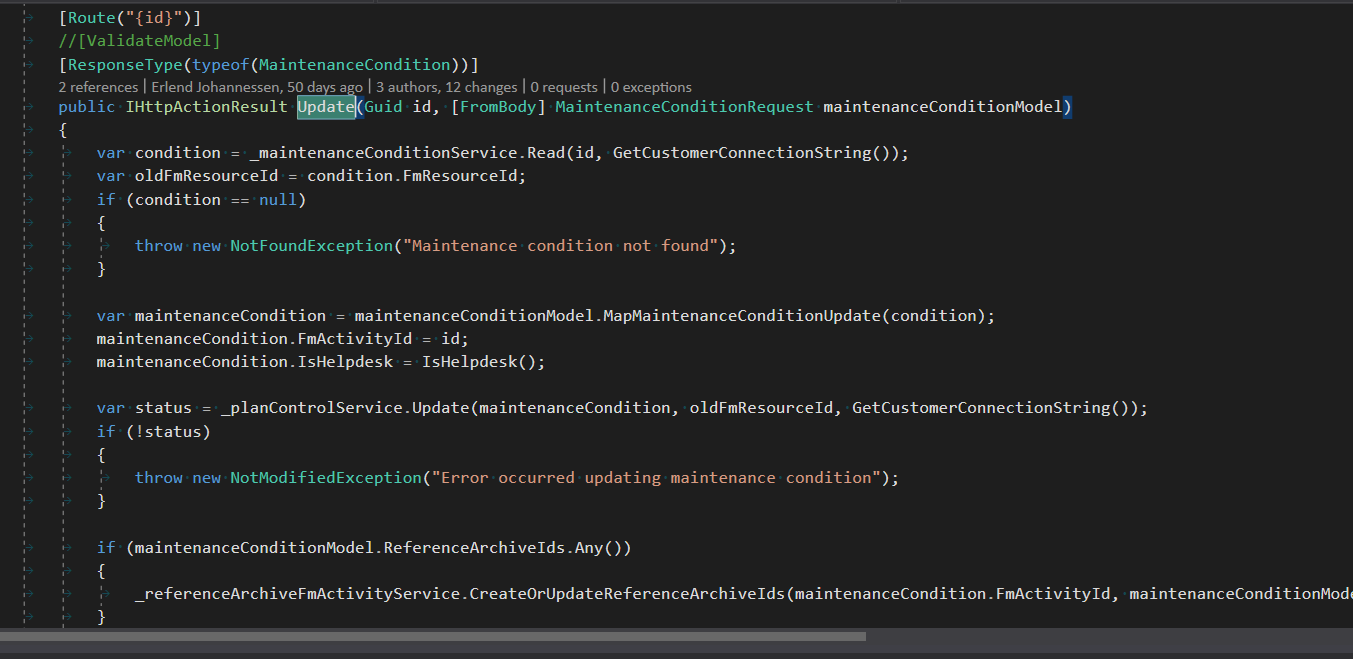 [Route("{id}")]
//[ValidateModel]
[ResponseType(typeof(MaintenanceCondition))]
2 references | Erlend Johannessen, 50 days ago | 3 authors, 12 changes | 0 requests | 0 exceptions
public IHttpActionResult Update(Guid id, [FromBody] MaintenanceConditionRequest maintenanceConditionModel)
{
var condition = _maintenanceConditionService.Read(id, GetCustomerConnectionString());
var oldFmResourceId = condition.FmResourceId;
if (condition == null)
{
throw new NotFoundException("Maintenance condition not found");
}
var maintenanceCondition = maintenanceConditionModel.MapMaintenanceConditionUpdate(condition);
maintenanceCondition.FmActivityId = id;
maintenanceCondition.IsHelpdesk = IsHelpdesk();
var status = _planControlService.Update(maintenanceCondition, oldFmResourceId, GetCustomerConnectionString());
if (!status)
{
throw new NotModifiedException("Error occurred updating maintenance condition");
}
if (maintenanceConditionModel.ReferenceArchiveIds.Any())
{
_referenceArchiveFmActivityService.CreateOrUpdateReferenceArchiveIds(maintenanceCondition.FmActivityId, maintenanceConditionMode
}